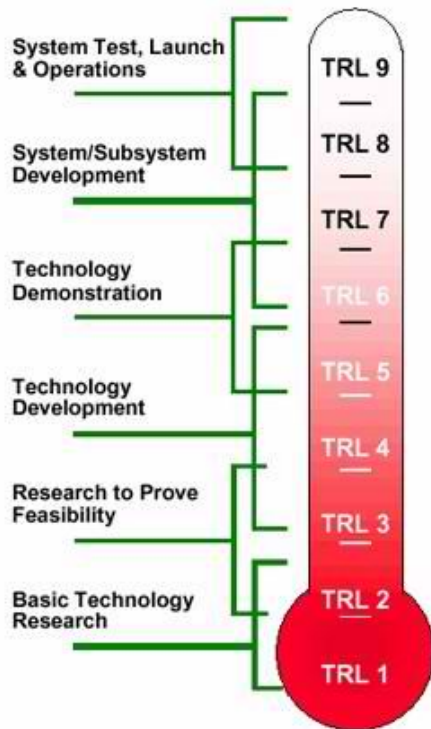 System Test, Launch
& Operations
System/Subsystem
Development
Technology
Demonstration
Technology
Development
Research to Prove
Feasibility
Basic Technology
Research
TRL 9
TRL 8
TRL 7
TRL 6
TRL 5
TRL 4
TRL 3
TRL 2
TRL 1